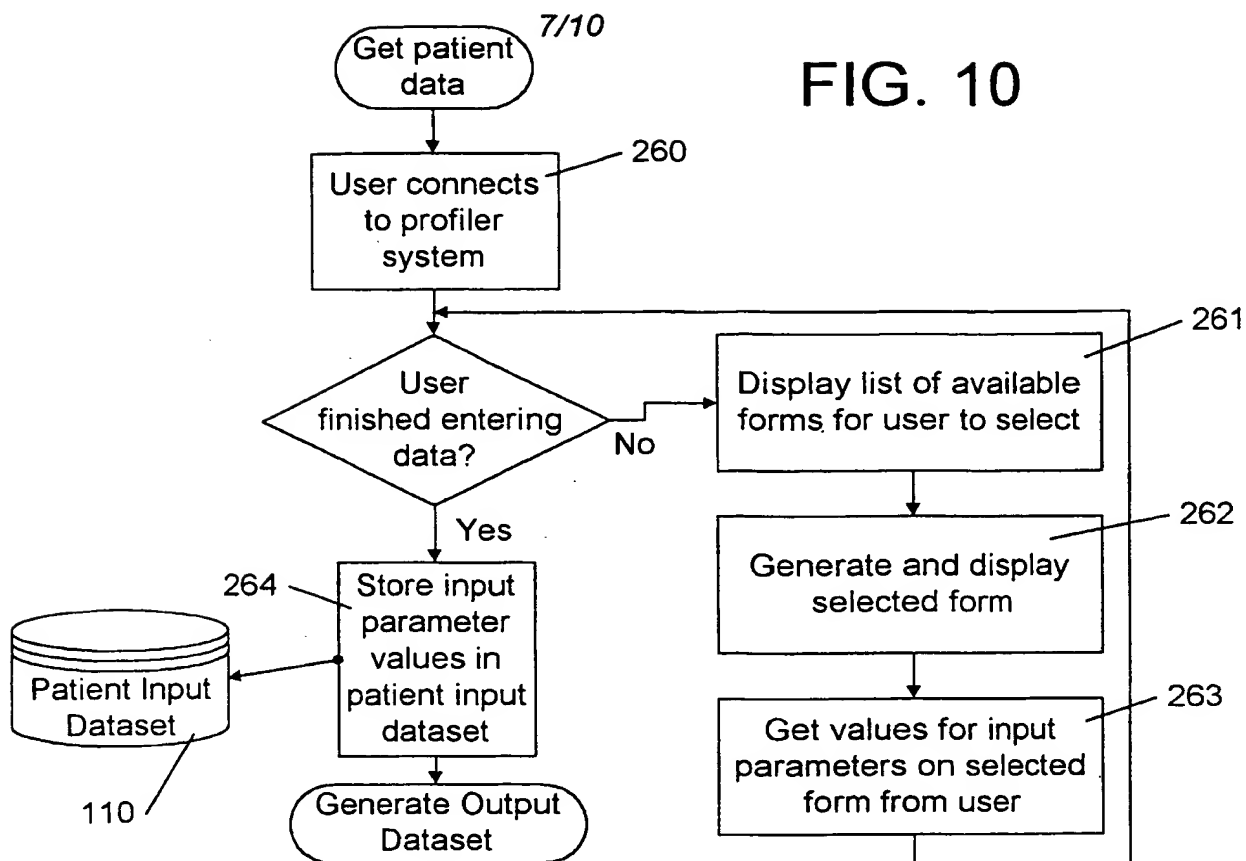 7/10
FIG. 10
Get patient
data
260
User connects
to profiler
system
User
finished entering
data?
No
Yes
261
Display list of available
forms for user to select
262
Generate and display
selected form
263
Get values for input
parameters on selected
form from user
264
Store input
parameter
values in
patient input
dataset
Patient Input
Dataset
110
Generate Output
Dataset